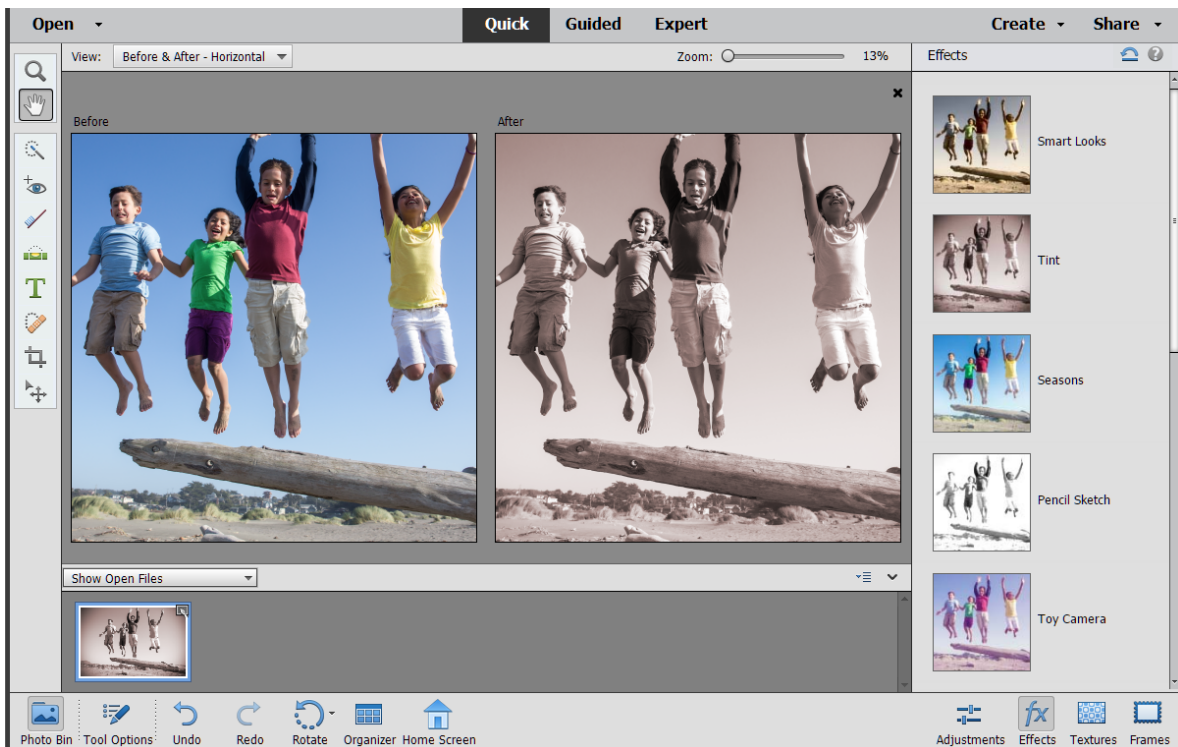 Open
Quick Guided Expert
Create Share
View: Before & After - Horizontal
Zoom: 13%
Effects
Before
After
Smart Looks
Tint
Seasons
Pencil Sketch
Toy Camera
T
Show Open Files
Photo Bin Tool Options Undo Redo Rotate Organizer Home Screen
fx
Adjustments Effects Textures Frames